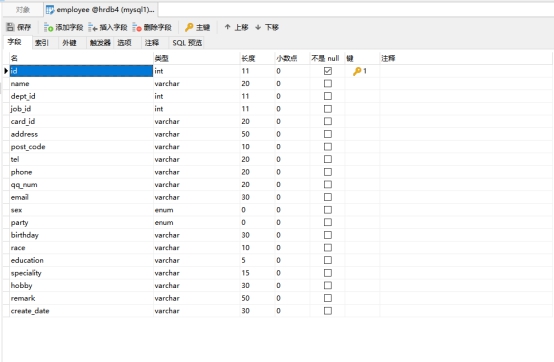 对象 employee @hrdb4 (mysql1)...
保存 添加字段 插入字段 删除字段 主键 上移 下移
字段 索引 外键 触发器 选项 注释 SQL 预览
名 类型 长度 小数点 不是 null 键 注释
id int 11 0 1
name varchar 20 0
dept_id int 11 0
job_id int 11 0
card_id varchar 20 0
address varchar 50 0
post_code varchar 10 0
tel varchar 20 0
phone varchar 20 0
qq_num varchar 20 0
email varchar 30 0
sex enum 0 0
party enum 0 0
birthday varchar 30 0
race varchar 10 0
education varchar 5 0
speciality varchar 15 0
hobby varchar 30 0
remark varchar 50 0
create_date varchar 30 0